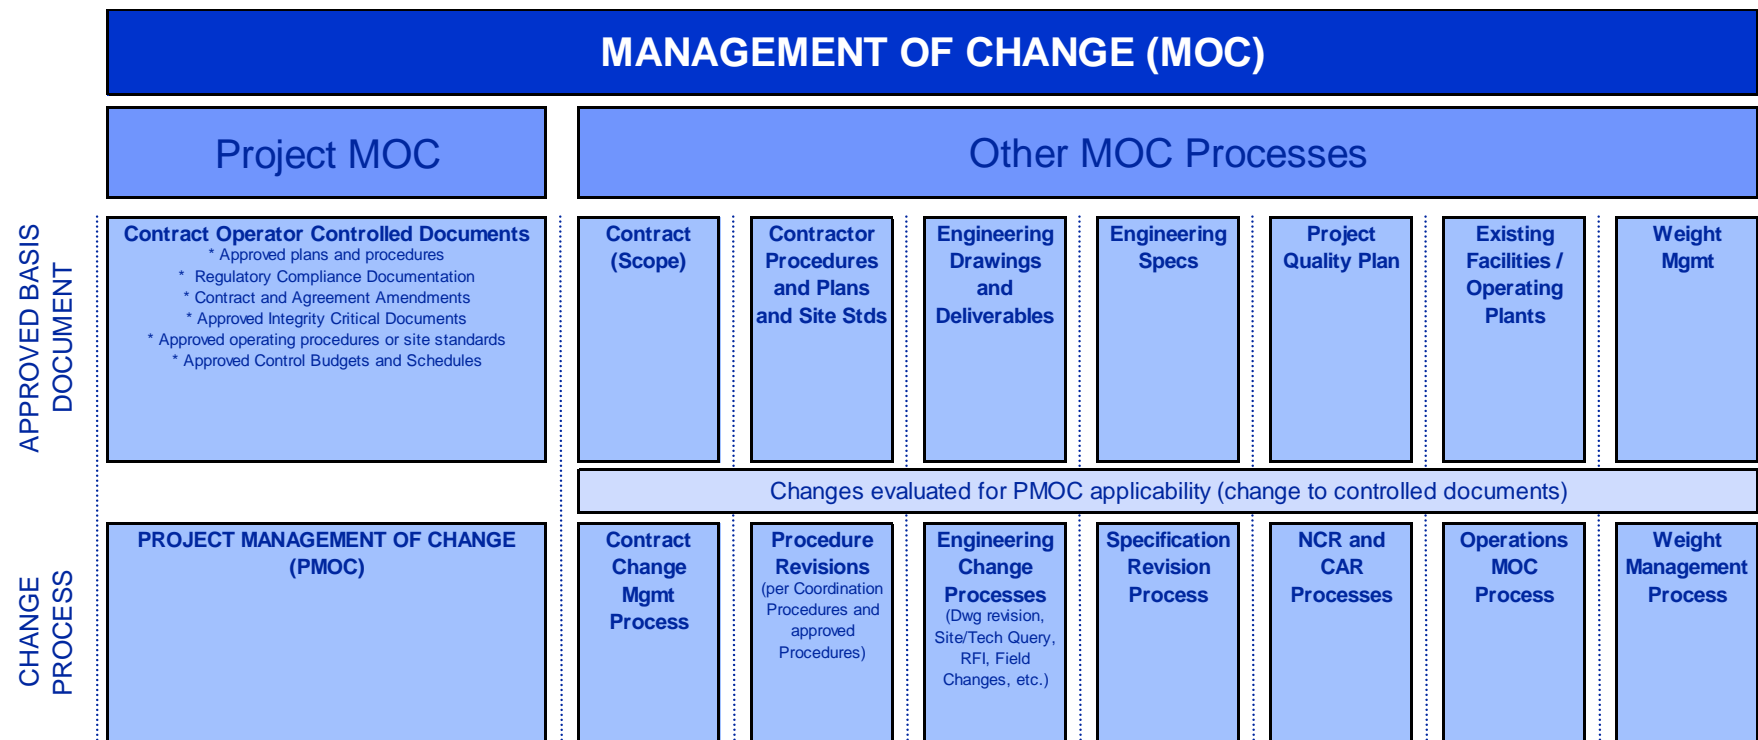 MANAGEMENT OF CHANGE (MOC)
Project MOC
Other MOC Processes
APPROVED BASIS
DOCUMENT
Contract Operator Controlled Documents
* Approved plans and procedures
* Regulatory Compliance Documentation
* Contract and Agreement Amendments
* Approved Integrity Critical Documents
* Approved operating procedures or site standards
* Approved Control Budgets and Schedules
Contract
(Scope)
Contractor
Procedures
and Plans
and Site Stds
Engineering
Drawings
and
Deliverables
Engineering
Specs
Project
Quality Plan
Existing
Facilities /
Operating
Plants
Weight
Mgmt
Changes evaluated for PMOC applicability (change to controlled documents)
CHANGE
PROCESS
PROJECT MANAGEMENT OF CHANGE
(PMOC)
Contract
Change
Mgmt
Process
Procedure
Revisions
(per Coordination
Procedures and
approved
Procedures)
Engineering
Change
Processes
(Dwg revision,
Site/Tech Query,
RFI, Field
Changes, etc.)
Specification
Revision
Process
NCR and
CAR
Processes
Operations
MOC
Process
Weight
Management
Process